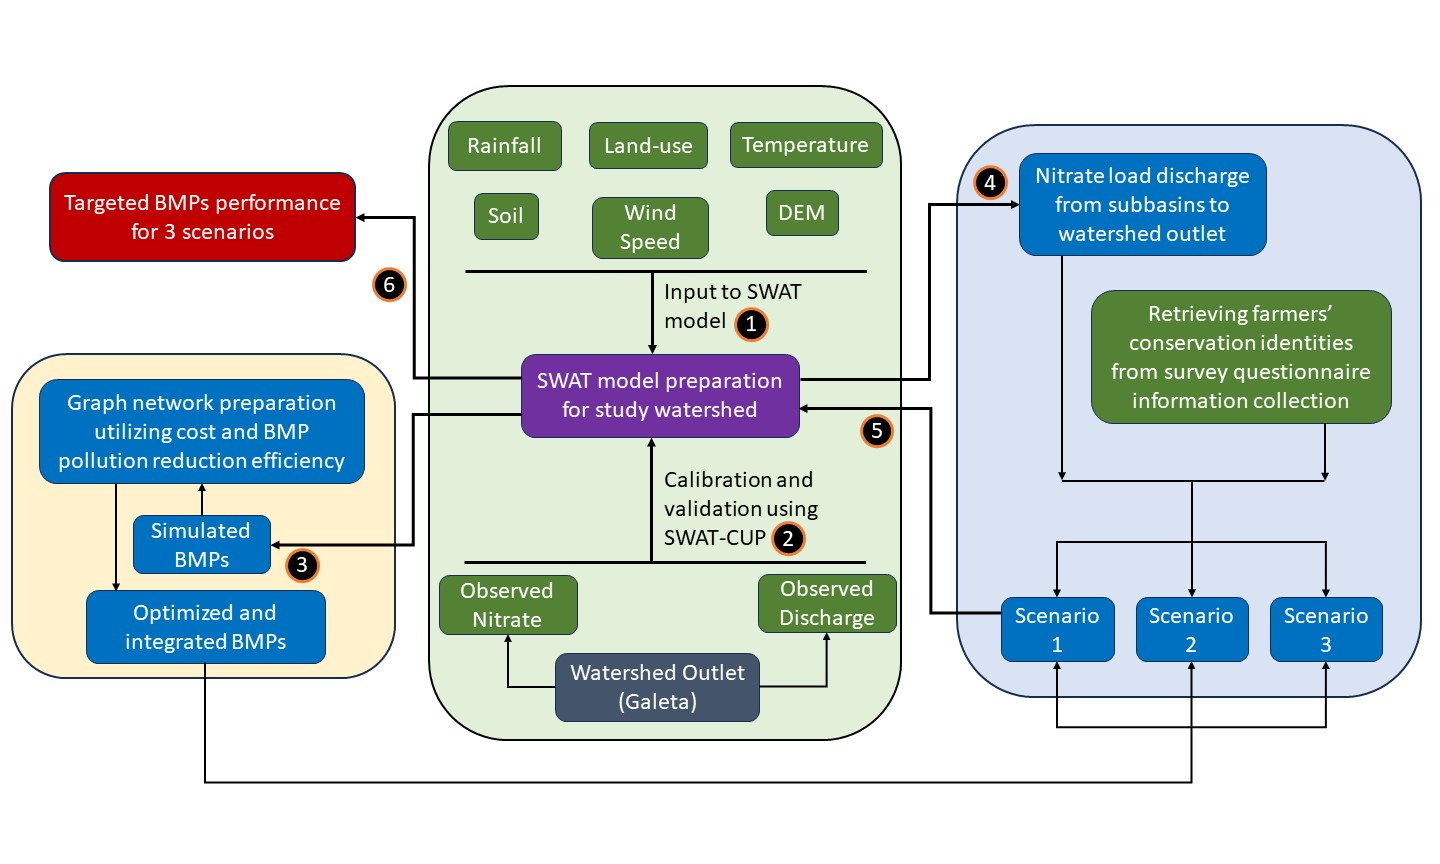 Rainfall
Land-use
Temperature
Soil
Wind
Speed
DEM
Input to SWAT
model 1
SWAT model preparation
for study watershed
Calibration and
validation using
SWAT-CUP 2
Observed
Nitrate
Observed
Discharge
Watershed Outlet
(Galeta)
Targeted BMPs performance
for 3 scenarios
6
Graph network preparation
utilizing cost and BMP
pollution reduction efficiency
Simulated
BMPs
3
Optimized and
integrated BMPs
4
Nitrate load discharge
from subbasins to
watershed outlet
Retrieving farmers’
conservation identities
from survey questionnaire
information collection
5
Scenario
1
Scenario
2
Scenario
3